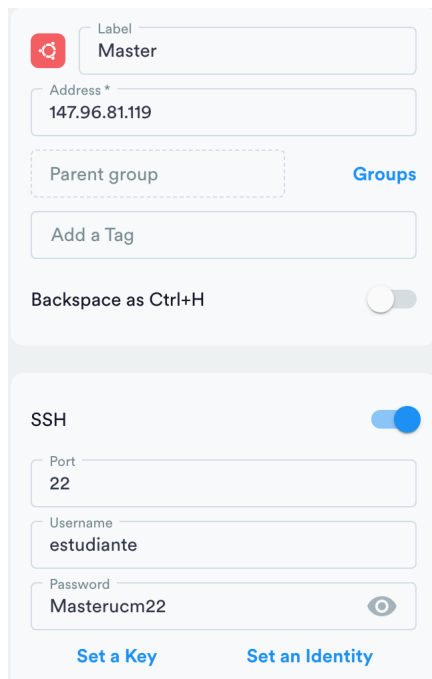 Label
Master
Address *
147.96.81.119
Parent group
Groups
Add a Tag
Backspace as Ctrl+H
SSH
Port
22
Username
estudiante
Password
Masterucm22
Set a Key
Set an Identity